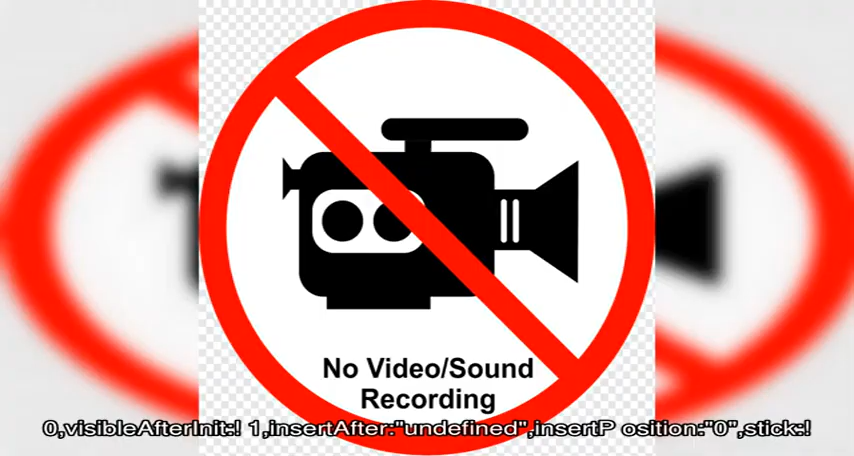 No Video/Sound
Recording
0,visibleAfterInit:! 1,insertAfter:"undefined",insertP osition:"0",stick:!